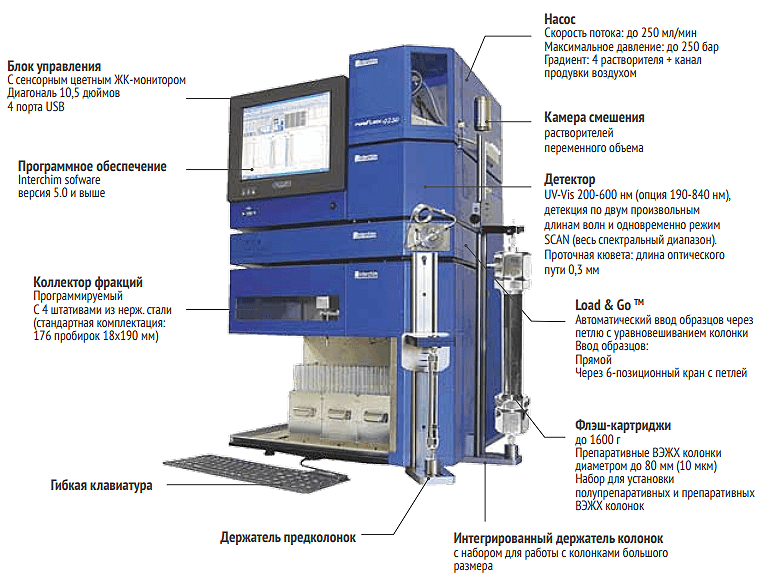 Насос
Скорость потока: до 250 мл/мин
Максимальное давление: до 250 бар
Градиент: 4 растворителя + канал
продувки воздухом
Блок управления
С сенсорным цветным ЖК-монитором
Диагональ 10,5 дюймов
4 порта USB
Камера смешения
растворителей
переменного объема
Программное обеспечение
Interchim sofware
версия 5.0 и выше
Детектор
UV-Vis 200-600 нм (опция 190-840 нм),
детекция по двум произвольным
длинам волн и одновременно режим
SCAN (весь спектральный диапазон).
Проточная кювета: длина оптического
пути 0,3 мм
Коллектор фракций
Программируемый
С 4 штативами из нерж. стали
(стандартная комплектация:
176 пробирок 18х190 мм)
Load & Go ™
Автоматический ввод образцов через
петлю с уравновешиванием колонки
Ввод образцов:
Прямой
Через 6-позиционный кран с петлей
Флэш-картриджи
до 1600 г
Препаративные ВЭЖХ колонки
диаметром до 80 мм (10 мкм)
Набор для установки
полупрепаративных и препаративных
ВЭЖХ колонок
Гибкая клавиатура
Держатель предколонок
Интегрированный держатель колонок
с набором для работы с колонками большого
размера